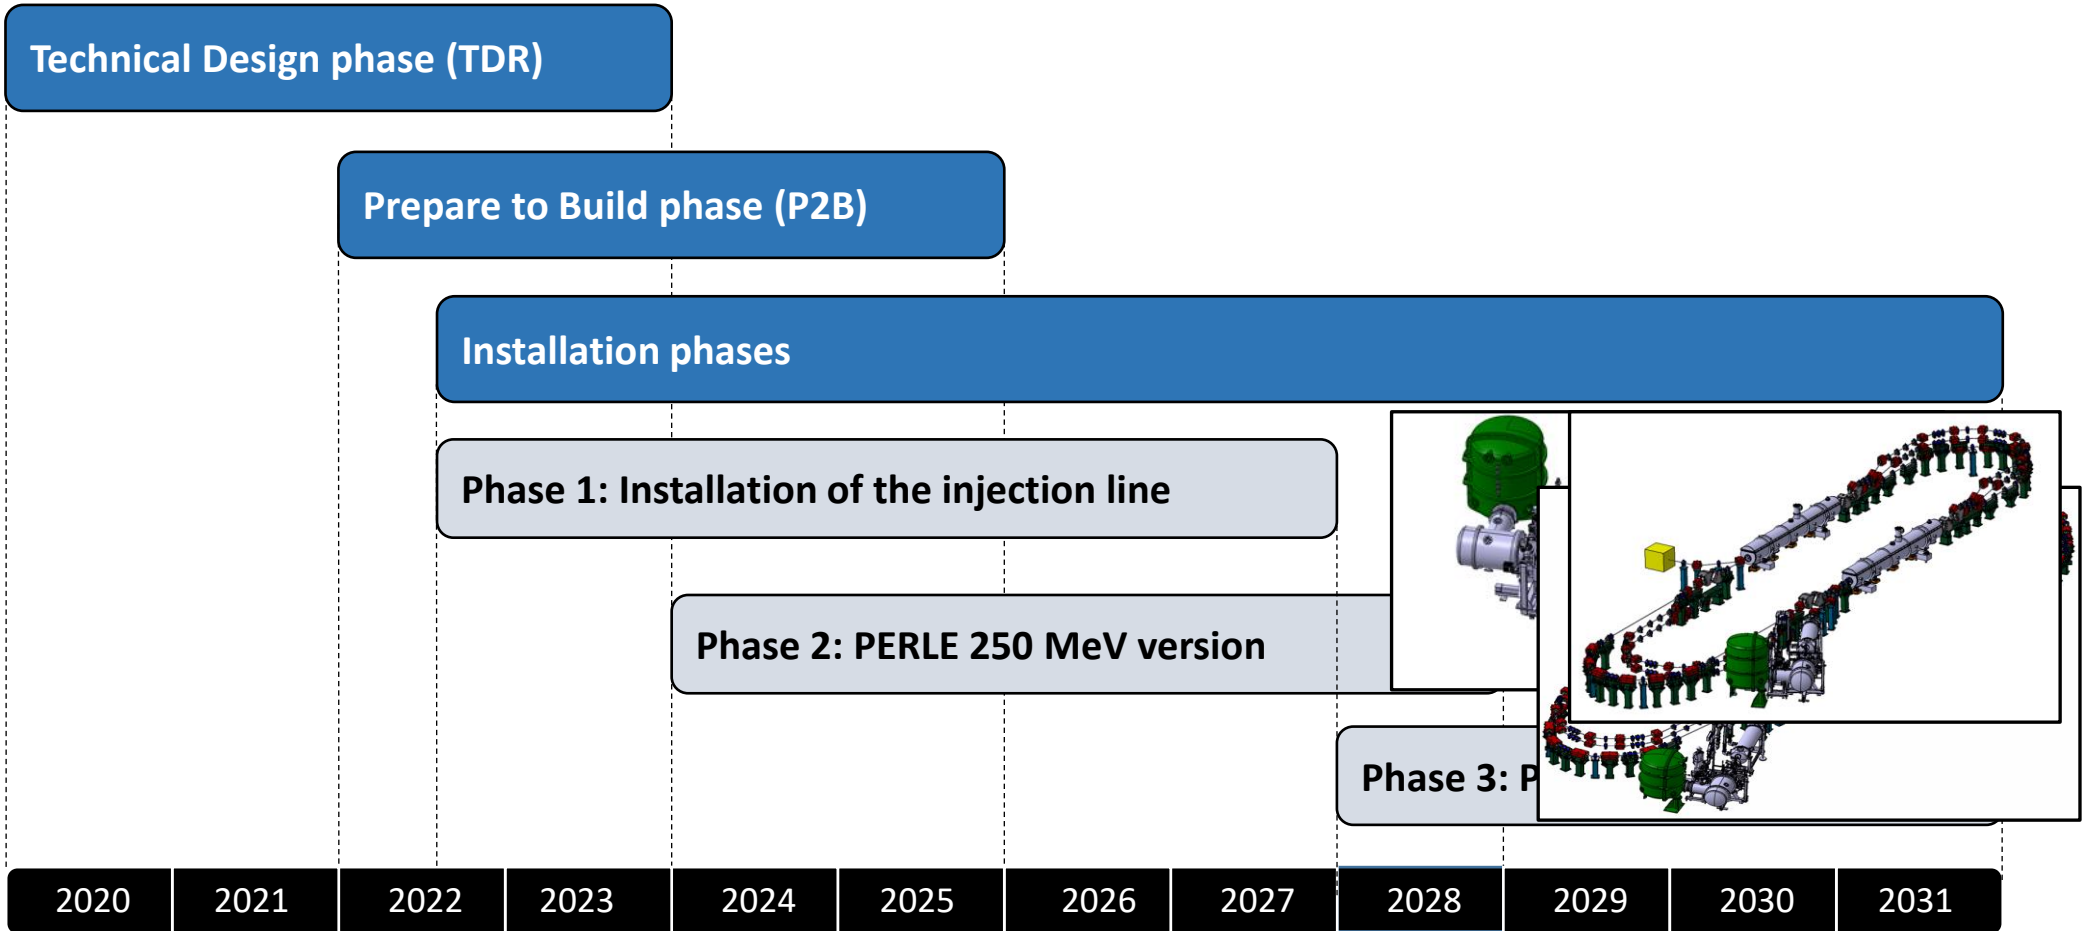 Technical Design phase (TDR)
Prepare to Build phase (P2B)
Installation phases
Phase 1: Installation of the injection line
Phase 2: PERLE 250 MeV version
Phase 3: P
2020 2021 2022 2023 2024 2025 2026 2027 2028 2029 2030 2031